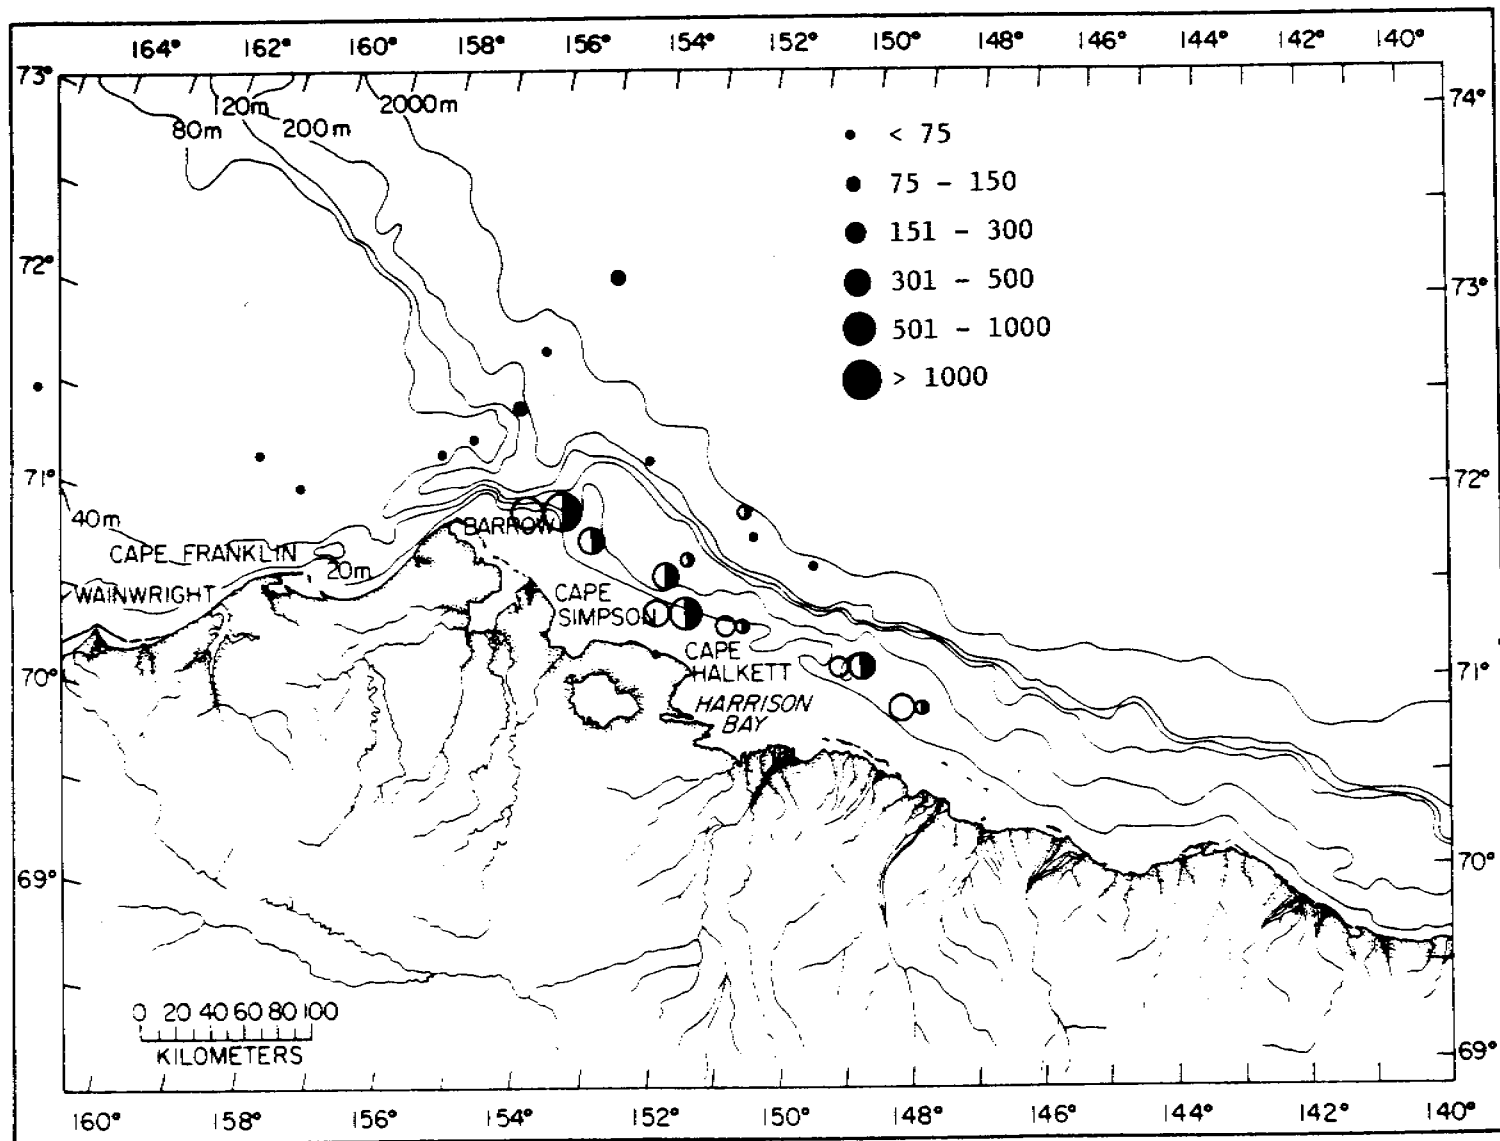 164° 162° 160° 158° 156° 154° 152° 150° 148° 146° 144° 142° 140°
73°
74°
120m
2000m
80m
200m
< 75
75 - 150
151 - 300
72°
301 - 500
73°
501 - 1000
> 1000
71°
72°
40m
BARROW
CAPE FRANKLIN
20m
WAINWRIGHT
CAPE
SIMPSON
CAPE
HALKETT
70°
71°
HARRISON
BAY
70°
69°
0 20 40 60 80 100
KILOMETERS
69°
160° 158° 156° 154° 152° 150° 148° 146° 144° 142° 140°